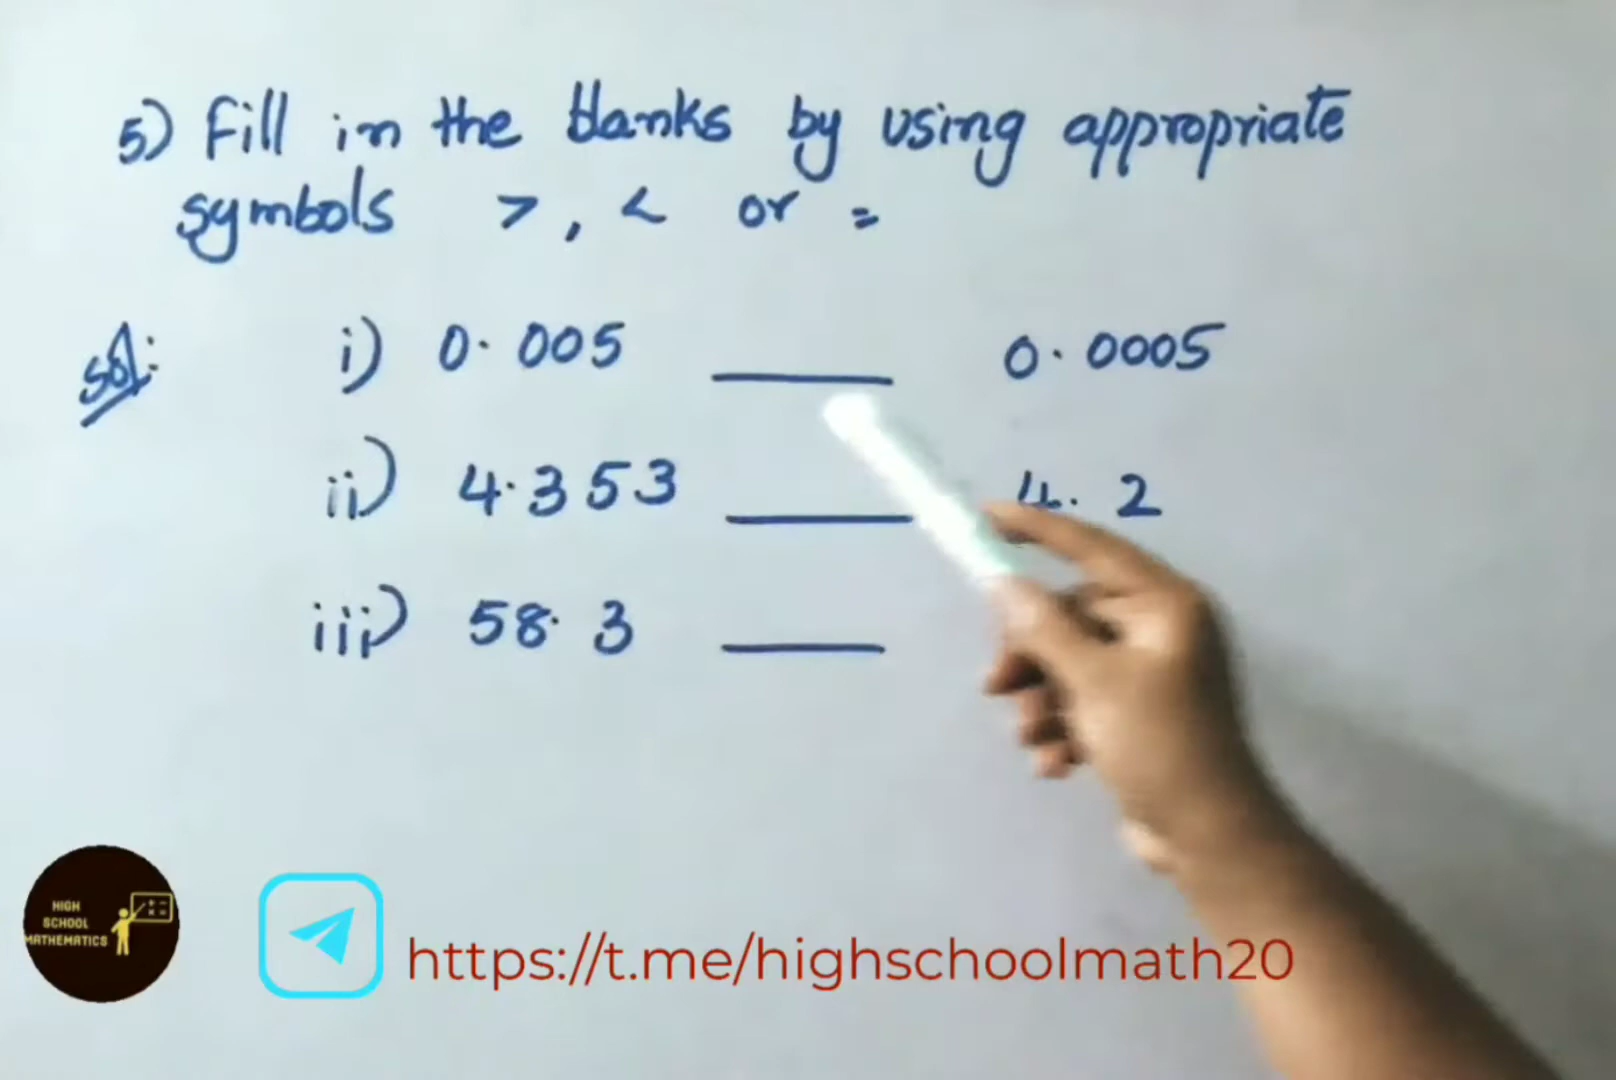 5) Fill in the blanks by using appropriate
symbols >, < or =
Sol: i) 0.005 ____ 0.0005
ii) 4.353 ____ 4.2
iii) 58.3 ____
HIGH
SCHOOL
MATHEMATICS
https://t.me/highschoolmath20